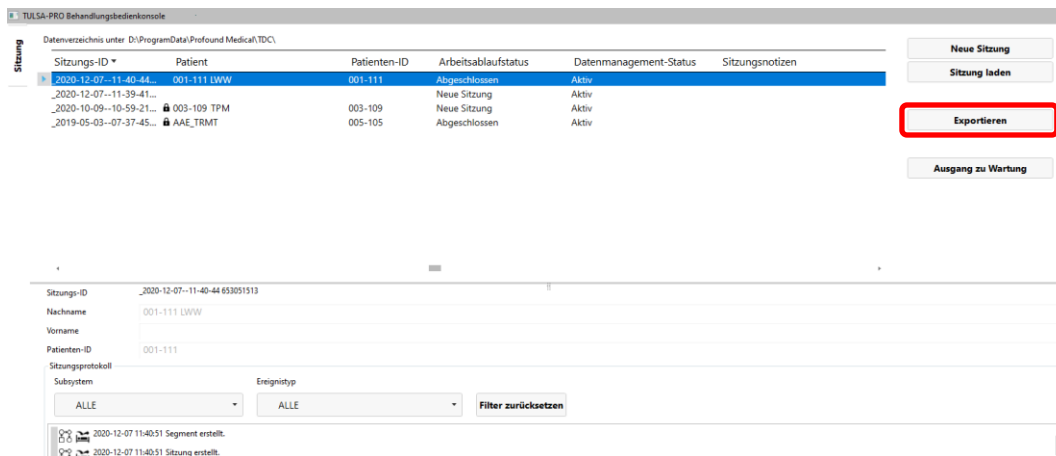 TULSA-PRO Behandlungsbedienkonsole
Sitzung
Datenverzeichnis unter D:\ProgramData\Profound Medical\TDC\
Sitzungs-ID Patient Patienten-ID Arbeitsablaufstatus Datenmanagement-Status Sitzungsnotizen
_2020-12-07--11-40-44... 001-111 LWW 001-111 Abgeschlossen Aktiv
_2020-12-07--11-39-41... Neue Sitzung Aktiv
_2020-10-09--10-59-21... 003-109 TPM 003-109 Neue Sitzung Aktiv
_2019-05-03--07-37-45... AAE_TRMT 005-105 Abgeschlossen Aktiv
Neue Sitzung
Sitzung laden
Exportieren
Ausgang zu Wartung
Sitzungs-ID _2020-12-07--11-40-44 653051513
Nachname 001-111 LWW
Vorname
Patienten-ID 001-111
Sitzungsprotokoll
Subsystem Ereignistyp
ALLE ALLE Filter zurücksetzen
2020-12-07 11:40:51 Segment erstellt.
2020-12-07 11:40:51 Sitzung erstellt.